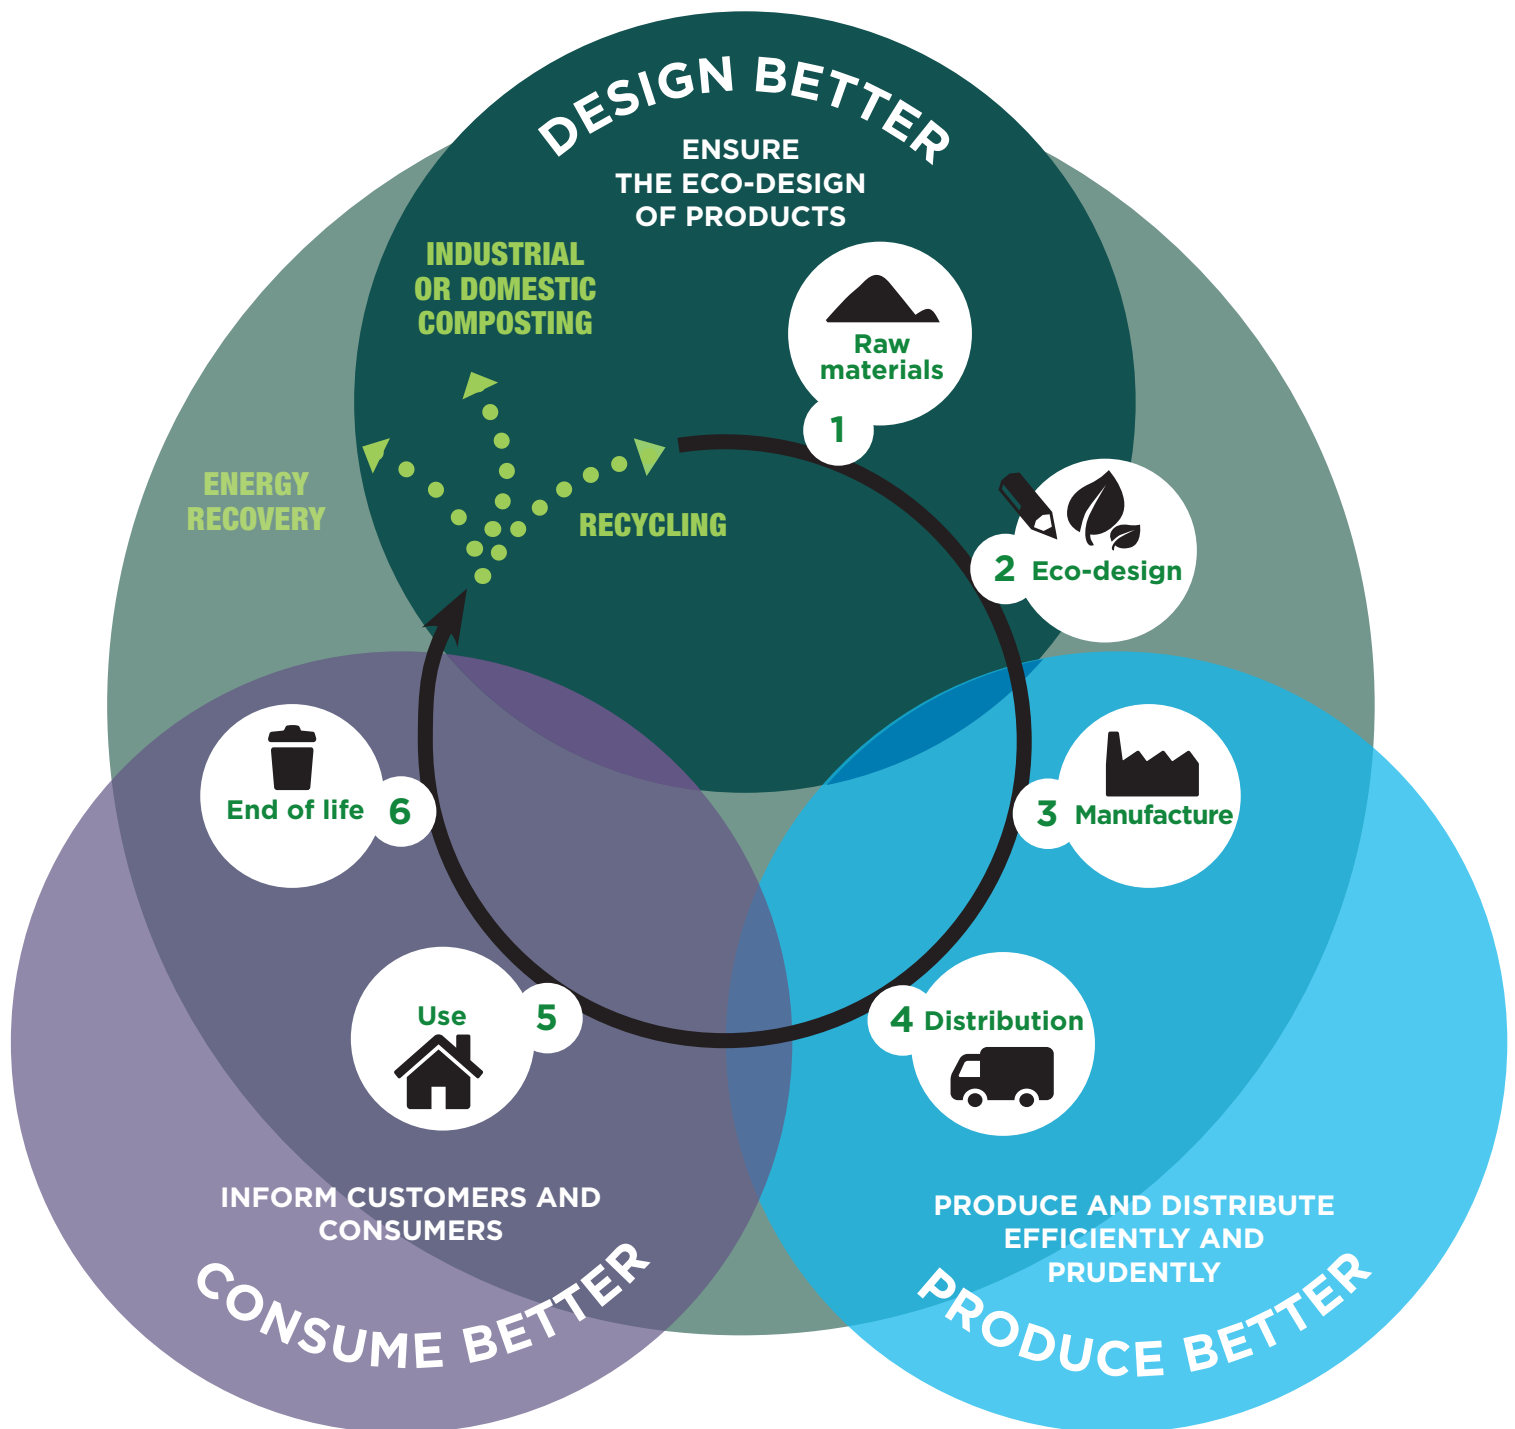 DESIGN BETTER
ENSURE
THE ECO-DESIGN
OF PRODUCTS
INDUSTRIAL
OR DOMESTIC
COMPOSTING
ENERGY
RECOVERY
RECYCLING
Raw
materials
1
2 Eco-design
3 Manufacture
4 Distribution
Use 5
End of life 6
INFORM CUSTOMERS AND
CONSUMERS
CONSUME BETTER
PRODUCE AND DISTRIBUTE
EFFICIENTLY AND
PRUDENTLY
PRODUCE BETTER